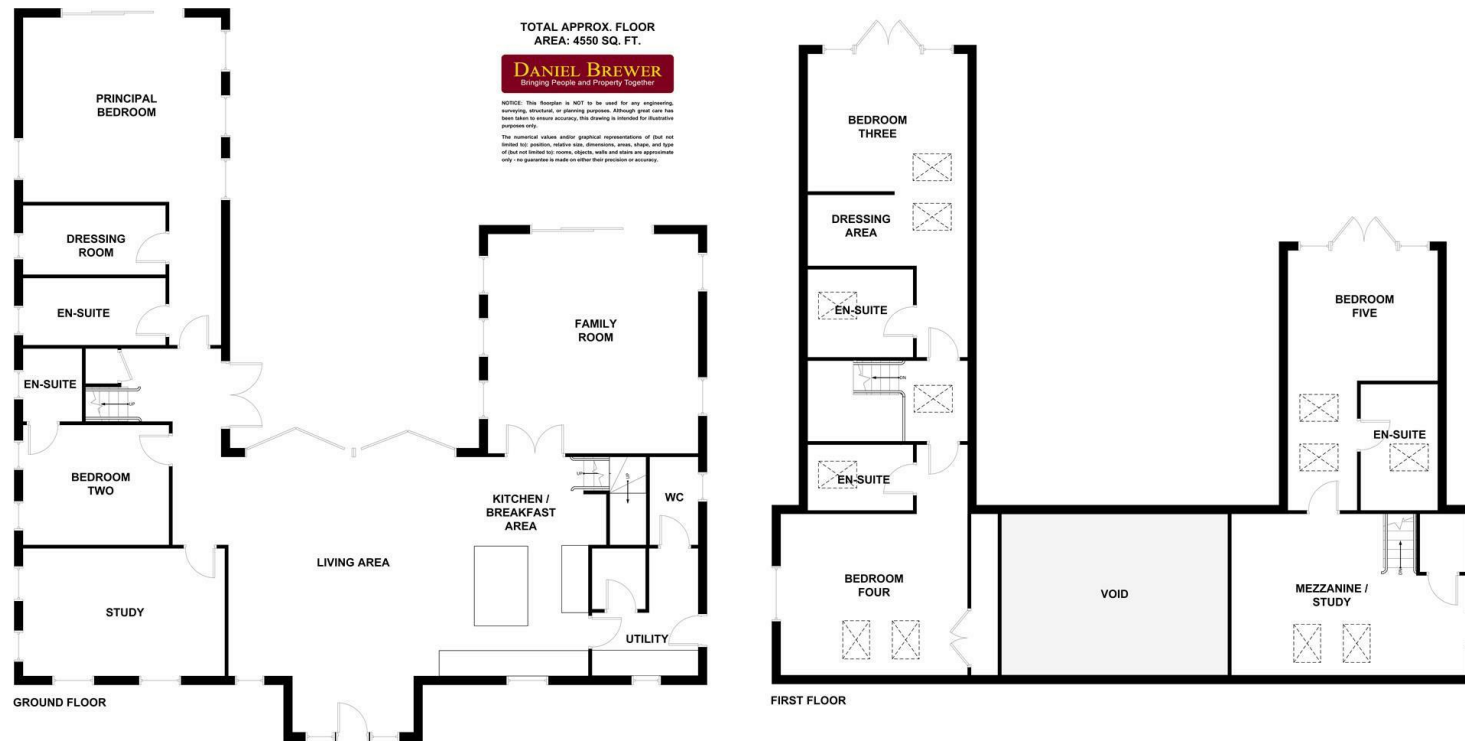 TOTAL APPROX. FLOOR
AREA: 4550 SQ. FT.
DANIEL BREWER
Bringing People and Property Together
NOTICE: This floorplan is NOT to be used for any engineering,
surveying, structural, or planning purposes. Although great care has
been taken to ensure accuracy, this drawing is intended for illustrative
purposes only.
The numerical values and/or graphical representations of (but not
limited to): position, relative size, dimensions, areas, shape, and type
of (but not limited to): rooms, objects, walls and stairs are approximate
only - no guarantee is made on either their precision or accuracy.
PRINCIPAL
BEDROOM
DRESSING
ROOM
EN-SUITE
EN-SUITE
UP
BEDROOM
TWO
STUDY
LIVING AREA
FAMILY
ROOM
KITCHEN /
BREAKFAST
AREA
UP
WC
UTILITY
GROUND FLOOR
BEDROOM
THREE
DRESSING
AREA
EN-SUITE
DN
EN-SUITE
BEDROOM
FOUR
VOID
BEDROOM
FIVE
EN-SUITE
MEZZANINE /
STUDY
FIRST FLOOR